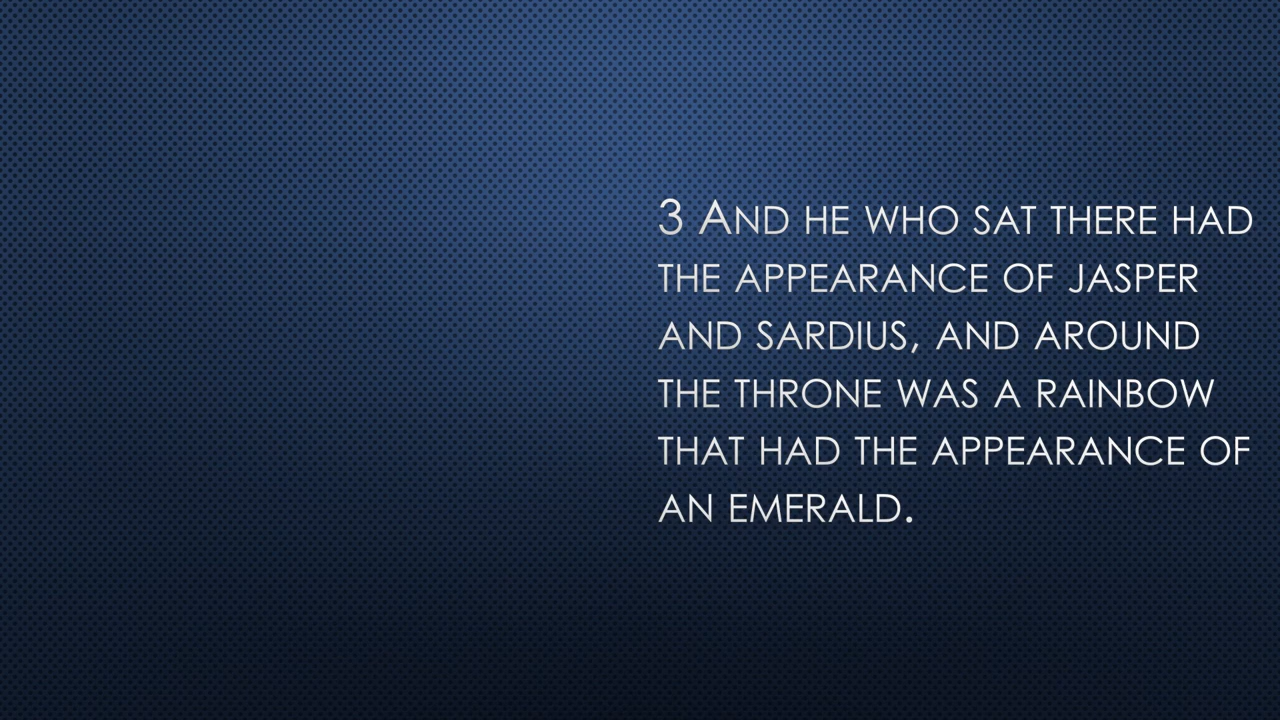 3 And he who sat there had
the appearance of jasper
and sardius, and around
the throne was a rainbow
that had the appearance of
an emerald.